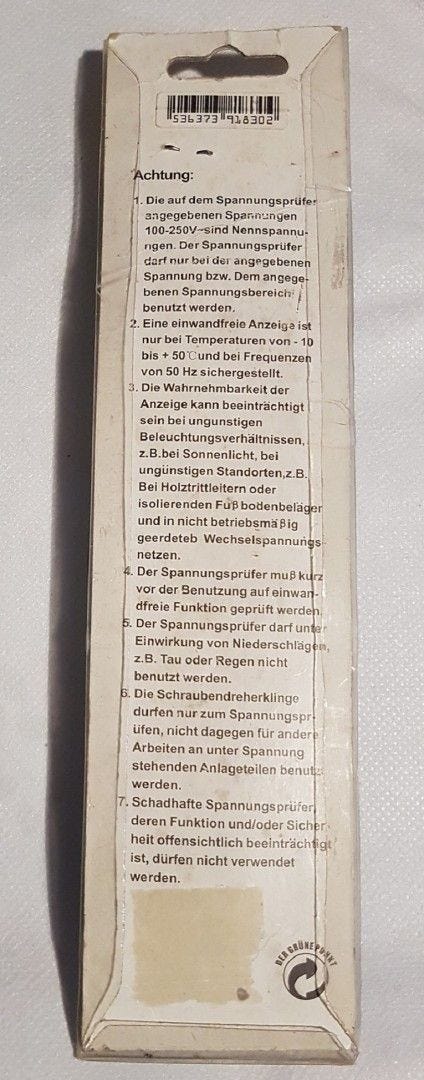 536373 918302
Achtung:
1. Die auf dem Spannungsprüfer
angegebenen Spannungen
100-250V~sind Nennspannu-
ngen. Der Spannungsprüfer
darf nur bei der angegebenen
Spannung bzw. Dem angege-
benen Spannungsbereich
benutzt werden.
2. Eine einwandfreie Anzeige ist
nur bei Temperaturen von - 10
bis + 50℃und bei Frequenzen
von 50 Hz sichergestellt.
3. Die Wahrnehmbarkeit der
Anzeige kann beeinträchtigt
sein bei ungunstigen
Beleuchtungsverhältnissen,
z.B.bei Sonnenlicht, bei
ungünstigen Standorten,z.B.
Bei Holztrittleitern oder
isolierenden Fußbodenbeläger
und in nicht betriebsmäßig
geerdeteb Wechselspannungs-
netzen.
4. Der Spannungsprüfer muß kurz
vor der Benutzung auf einwan-
dfreie Funktion geprüft werden.
5. Der Spannungsprüfer darf unter
Einwirkung von Niederschlägen,
z.B. Tau oder Regen nicht
benutzt werden.
6. Die Schraubendreherklinge
durfen nur zum Spannungspr-
üfen, nicht dagegen für andere
Arbeiten an unter Spannung
stehenden Anlageteilen benutzt
werden.
7. Schadhafte Spannungsprüfer,
deren Funktion und/oder Sicher-
heit offensichtlich beeinträchtigt
ist, dürfen nicht verwendet
werden.
DER GRÜNE PUNKT